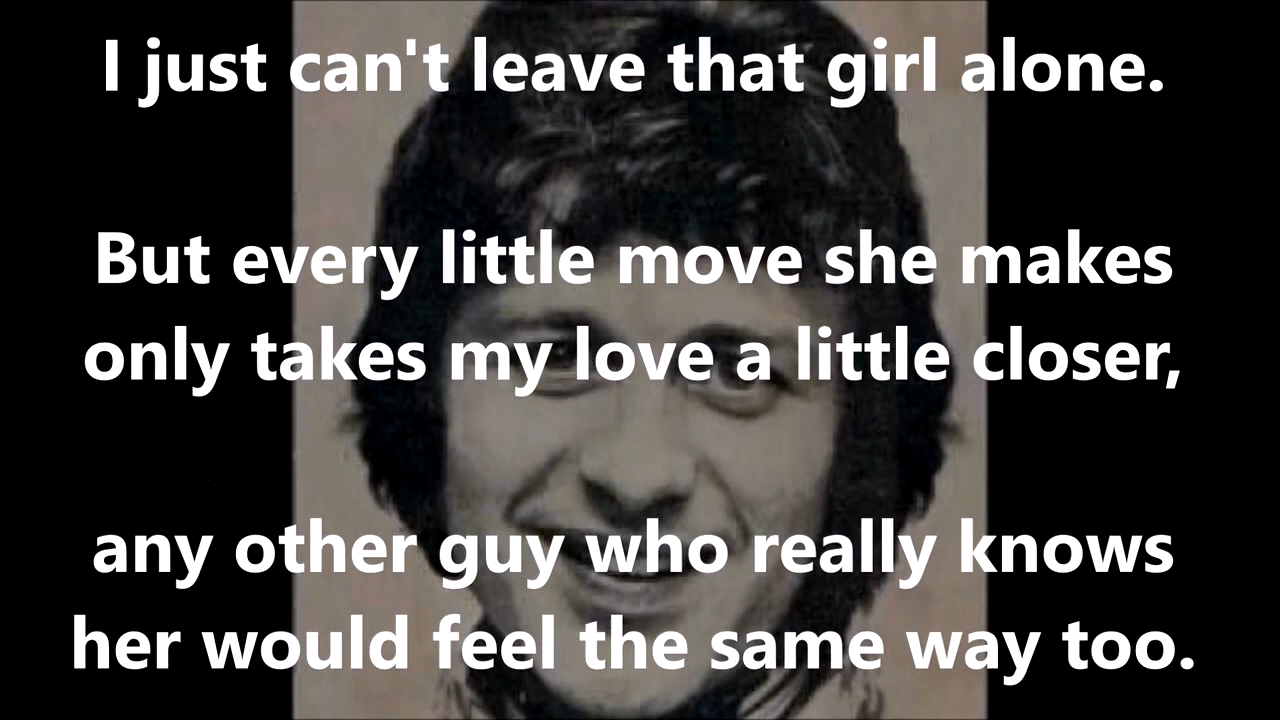 I just can't leave that girl alone.
But every little move she makes
only takes my love a little closer,
any other guy who really knows
her would feel the same way too.